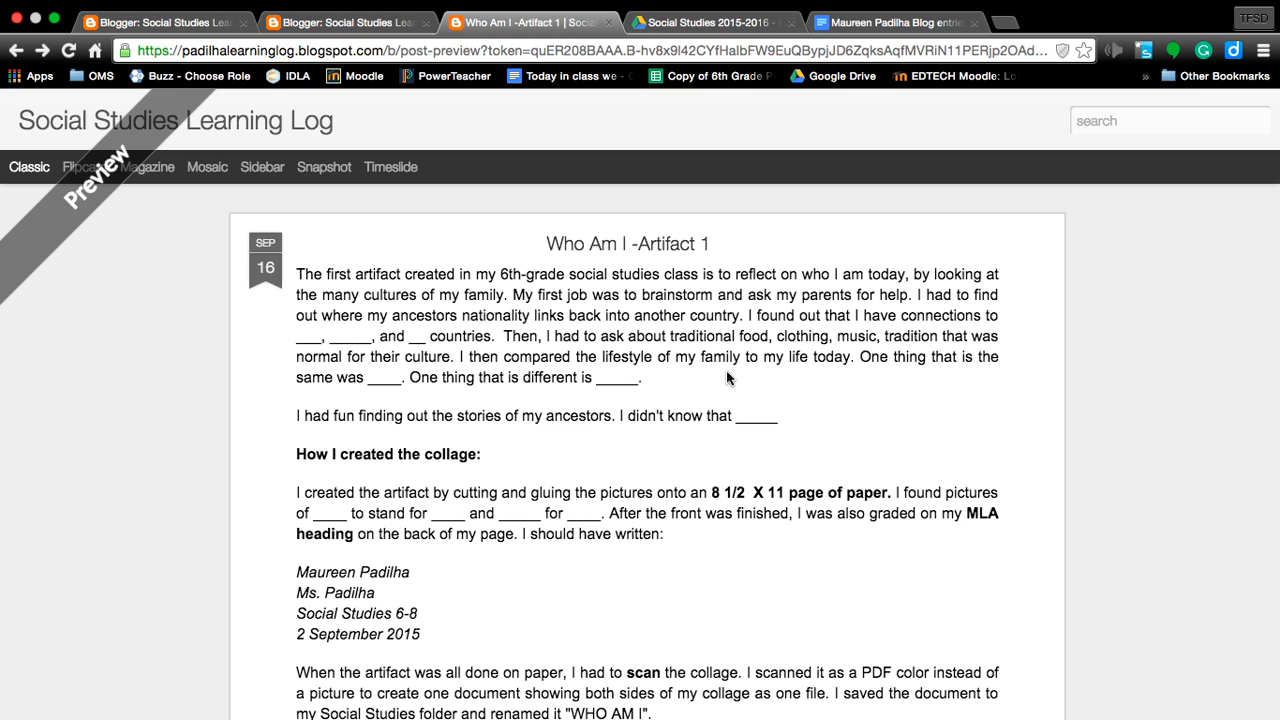 Blogger: Social Studies Lea
Blogger: Social Studies Lea
Who Am I -Artifact 1 | Socia
Social Studies 2015-2016 -
Maureen Padilha Blog entrie
TFSD
https://padilhalearninglog.blogspot.com/b/post-preview?token=quER208BAAA.B-hv8x9l42CYfHalbFW9EuQBypjJD6ZqksAqfMVRiN11PERjp2OAd...
Apps
OMS
Buzz - Choose Role
IDLA
Moodle
PowerTeacher
Today in class we -
Copy of 6th Grade P
Google Drive
EDTECH Moodle: Lo
»
Other Bookmarks
Social Studies Learning Log
search
Preview
Classic Flipcard Magazine Mosaic Sidebar Snapshot Timeslide
SEP
16
Who Am I -Artifact 1
The first artifact created in my 6th-grade social studies class is to reflect on who I am today, by looking at
the many cultures of my family. My first job was to brainstorm and ask my parents for help. I had to find
out where my ancestors nationality links back into another country. I found out that I have connections to
___, _____, and __ countries. Then, I had to ask about traditional food, clothing, music, tradition that was
normal for their culture. I then compared the lifestyle of my family to my life today. One thing that is the
same was ____. One thing that is different is _____.
I had fun finding out the stories of my ancestors. I didn't know that _____
How I created the collage:
I created the artifact by cutting and gluing the pictures onto an 8 1/2 X 11 page of paper. I found pictures
of ____ to stand for ____ and _____ for ____. After the front was finished, I was also graded on my MLA
heading on the back of my page. I should have written:
Maureen Padilha
Ms. Padilha
Social Studies 6-8
2 September 2015
When the artifact was all done on paper, I had to scan the collage. I scanned it as a PDF color instead of
a picture to create one document showing both sides of my collage as one file. I saved the document to
my Social Studies folder and renamed it "WHO AM I".